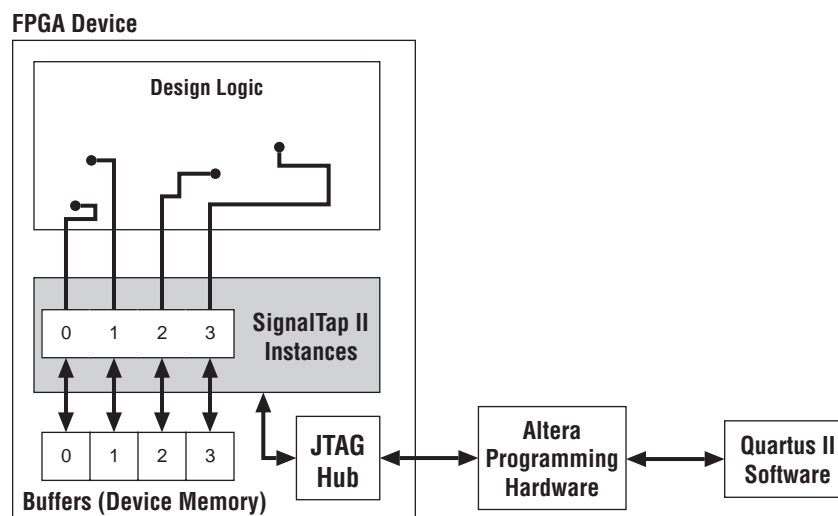 FPGA Device
Design Logic
0 1 2 3
SignalTap II
Instances
0 1 2 3
Buffers (Device Memory)
JTAG
Hub
Altera
Programming
Hardware
Quartus II
Software